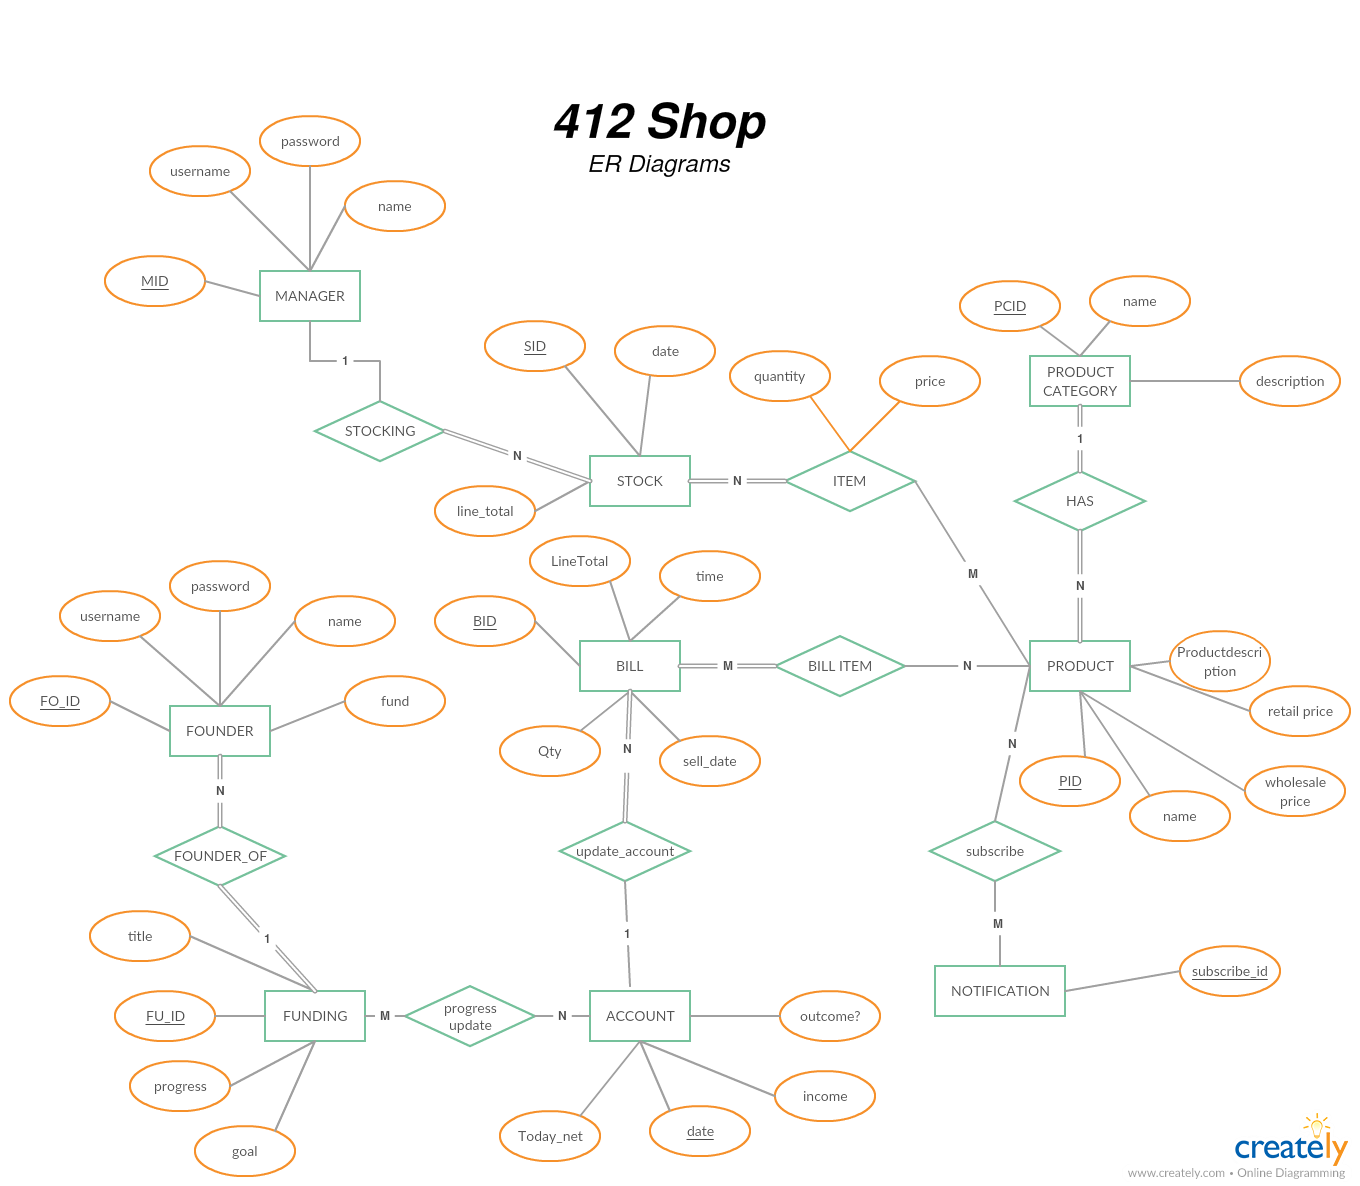 412 Shop
ER Diagrams
password
username
name
MID
MANAGER
1
STOCKING
N
SID
date
STOCK
line_total
N
quantity
price
ITEM
M
PCID
name
PRODUCT
CATEGORY
description
1
HAS
N
LineTotal
time
BID
BILL
M
BILL ITEM
N
PRODUCT
Productdescri
ption
retail price
wholesale
price
PID
name
Qty
N
sell_date
password
username
name
FO_ID
fund
FOUNDER
N
FOUNDER_OF
1
update_account
1
N
subscribe
M
NOTIFICATION
subscribe_id
title
FU_ID
FUNDING
progress
goal
M
progress
update
N
ACCOUNT
outcome?
income
Today_net
date
creately
www.creately.com • Online Diagramming